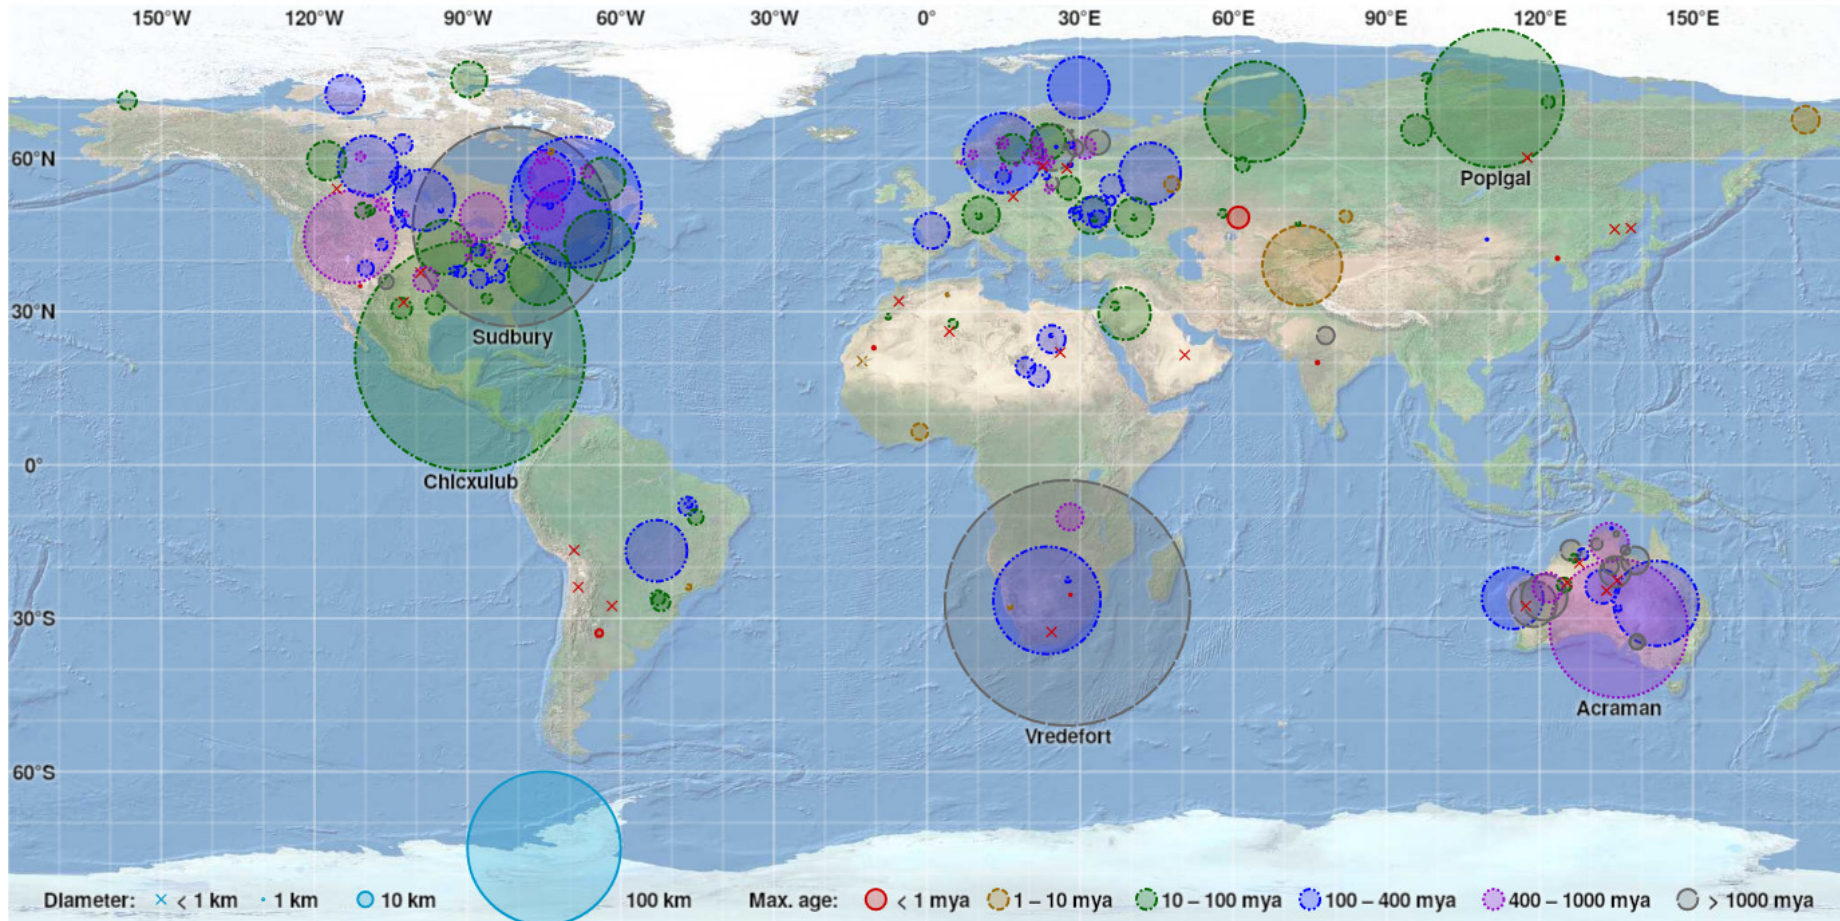 150°W 120°W 90°W 60°W 30°W 0° 30°E 60°E 90°E 120°E 150°E
60°N
Popigal
30°N
Sudbury
0°
Chicxulub
30°S
Acraman
Vredefort
60°S
Diameter: < 1 km 1 km 10 km 100 km Max. age: < 1 mya 1 – 10 mya 10 – 100 mya 100 – 400 mya 400 – 1000 mya > 1000 mya